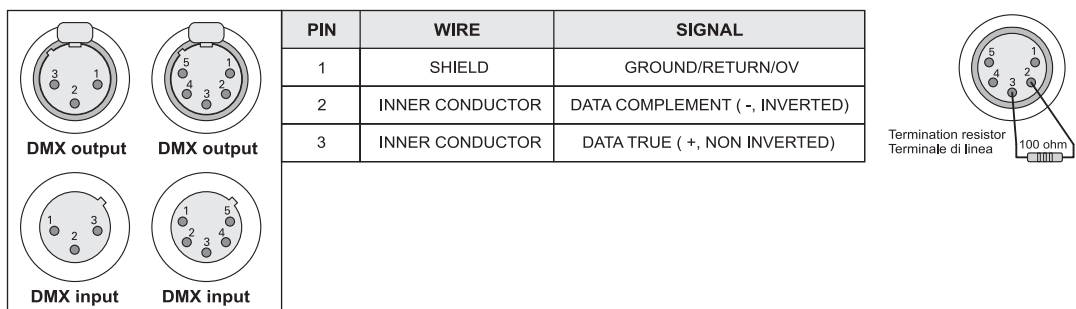 3 2 1
DMX output
5 4 3 2 1
DMX output
1 2 3
DMX input
1 2 3 4 5
DMX input
PIN WIRE SIGNAL
1 SHIELD GROUND/RETURN/OV
2 INNER CONDUCTOR DATA COMPLEMENT ( -, INVERTED)
3 INNER CONDUCTOR DATA TRUE ( +, NON INVERTED)
5 4 3 2 1
Termination resistor
Terminale di linea
100 ohm